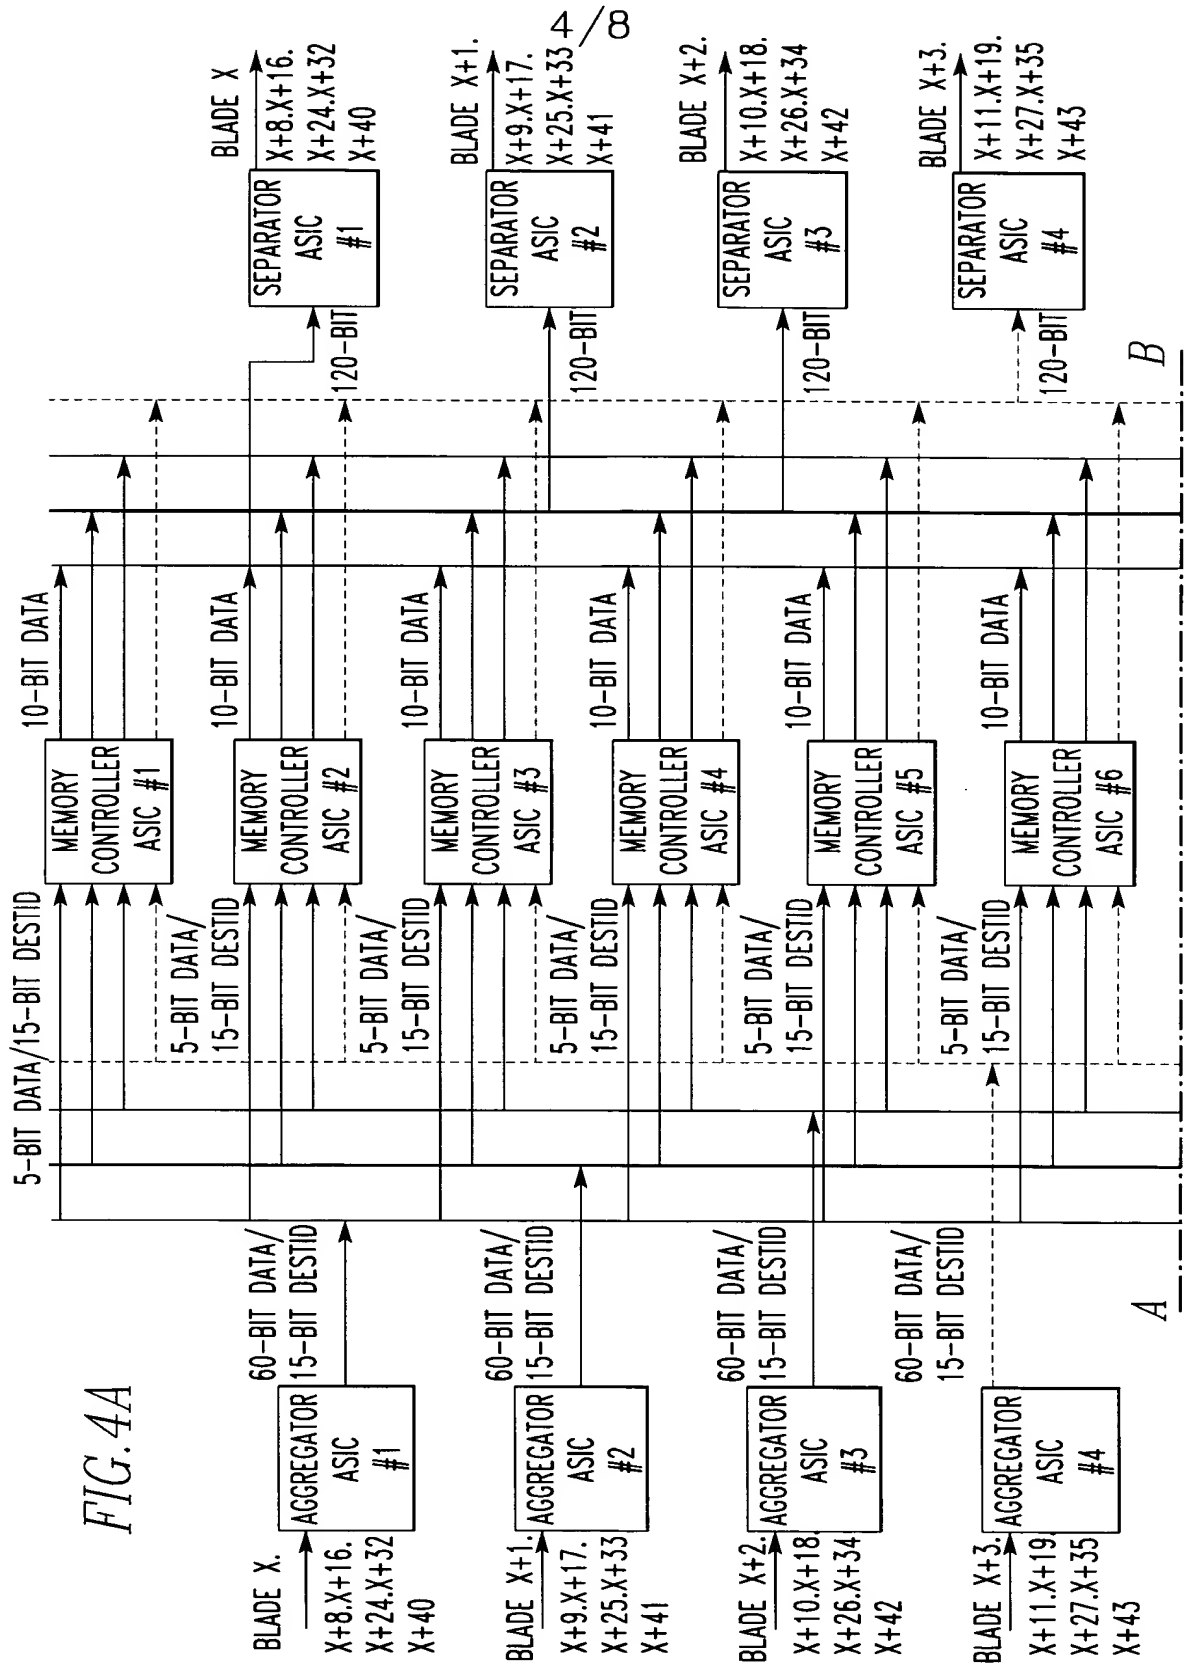 4/8
FIG.4A
BLADE X.
X+8.X+16.
X+24.X+32
X+40
AGGREGATOR
ASIC
#1
60-BIT DATA/
15-BIT DESTID
BLADE X+1.
X+9.X+17.
X+25.X+33
X+41
AGGREGATOR
ASIC
#2
60-BIT DATA/
15-BIT DESTID
BLADE X+2.
X+10.X+18.
X+26.X+34
X+42
AGGREGATOR
ASIC
#3
60-BIT DATA/
15-BIT DESTID
BLADE X+3.
X+11.X+19.
X+27.X+35
X+43
AGGREGATOR
ASIC
#4
60-BIT DATA/
15-BIT DESTID
5-BIT DATA/15-BIT DESTID
MEMORY
CONTROLLER
ASIC #1
10-BIT DATA
5-BIT DATA/
15-BIT DESTID
MEMORY
CONTROLLER
ASIC #2
10-BIT DATA
5-BIT DATA/
15-BIT DESTID
MEMORY
CONTROLLER
ASIC #3
10-BIT DATA
5-BIT DATA/
15-BIT DESTID
MEMORY
CONTROLLER
ASIC #4
10-BIT DATA
5-BIT DATA/
15-BIT DESTID
MEMORY
CONTROLLER
ASIC #5
10-BIT DATA
5-BIT DATA/
15-BIT DESTID
MEMORY
CONTROLLER
ASIC #6
10-BIT DATA
120-BIT
SEPARATOR
ASIC
#1
BLADE X
X+8.X+16.
X+24.X+32
X+40
120-BIT
SEPARATOR
ASIC
#2
BLADE X+1.
X+9.X+17.
X+25.X+33
X+41
120-BIT
SEPARATOR
ASIC
#3
BLADE X+2.
X+10.X+18.
X+26.X+34
X+42
120-BIT
SEPARATOR
ASIC
#4
BLADE X+3.
X+11.X+19.
X+27.X+35
X+43
A
B